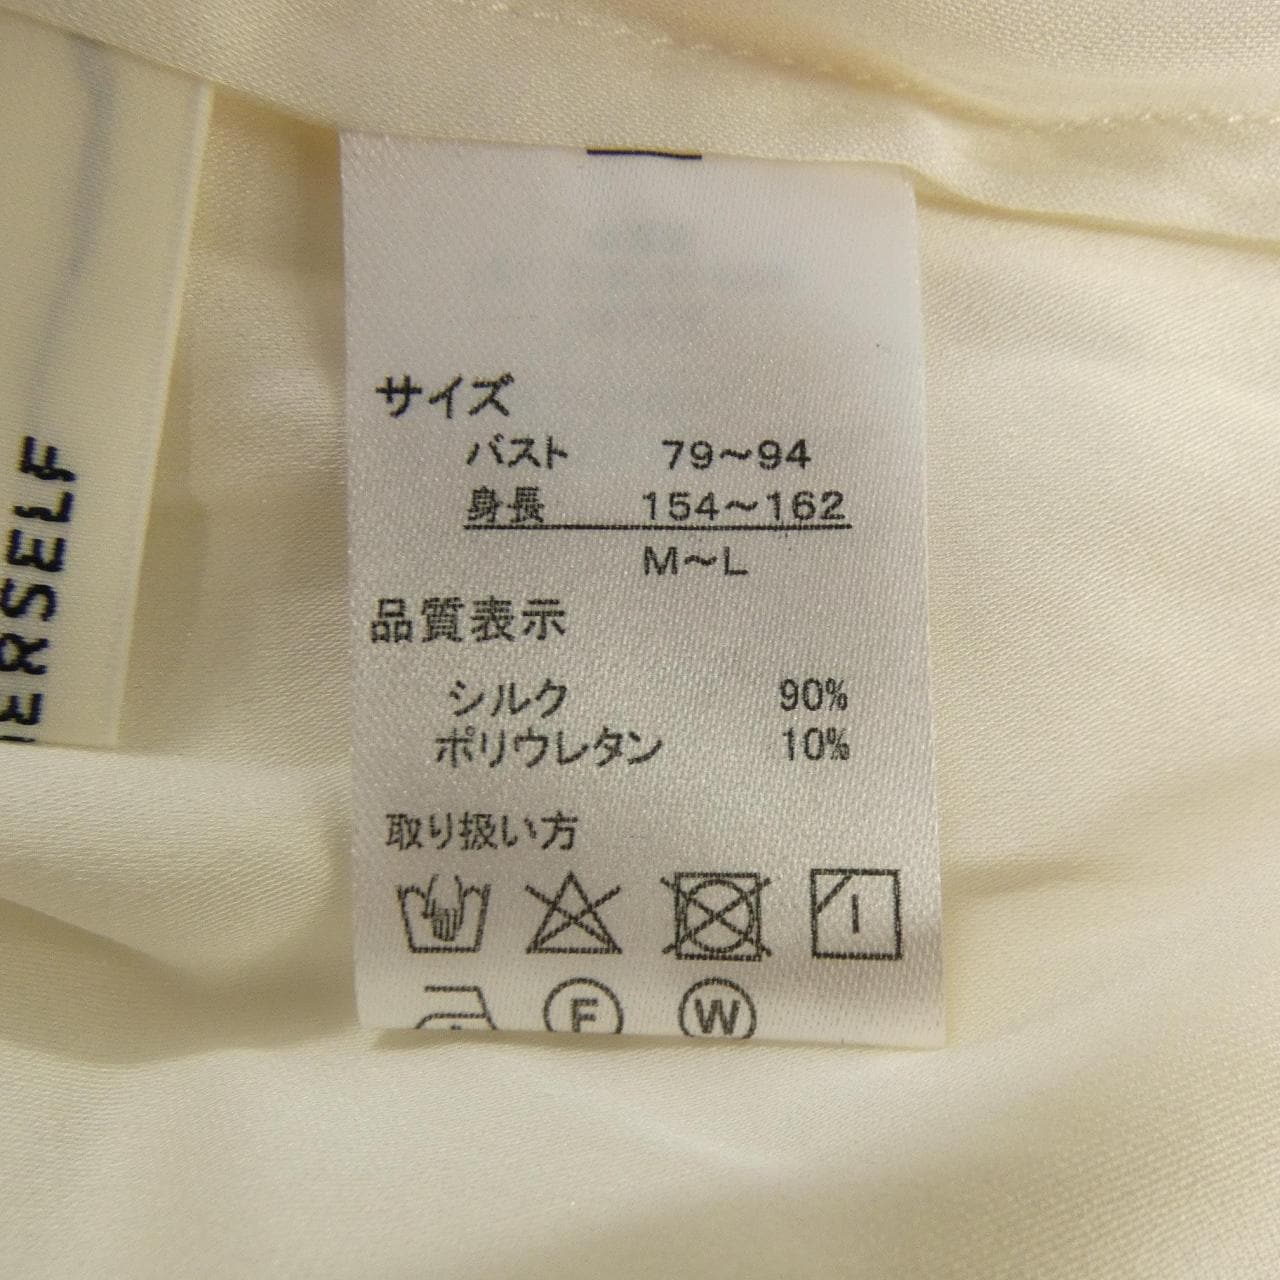 サイズ
バスト 79～94
身長 154～162
M～L
品質表示
シルク 90%
ポリウレタン 10%
取り扱い方
F W
ERSELF